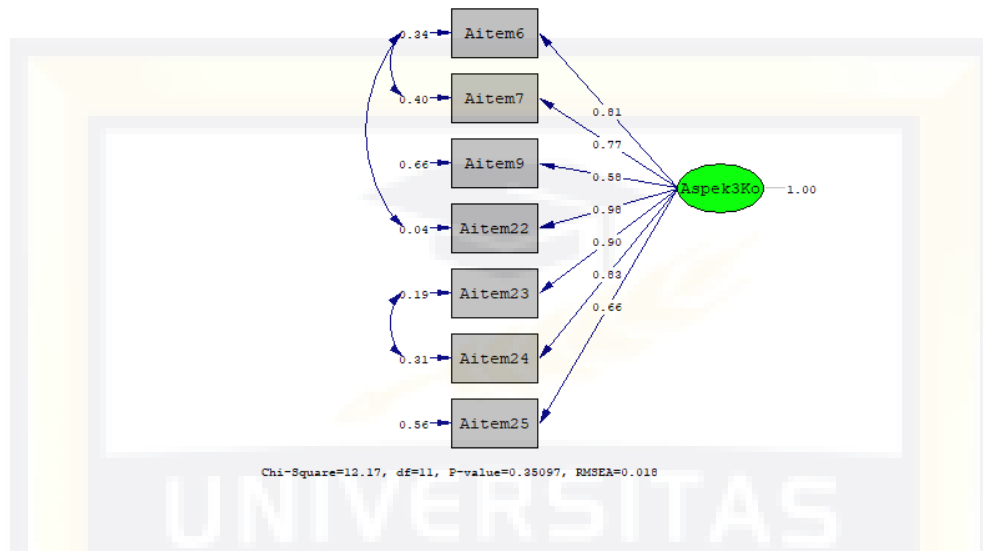 0.34 Aitem6
0.81
0.40 Aitem7
0.77
0.66 Aitem9
0.58
Aspek3Ko 1.00
0.98
0.04 Aitem22
0.90
0.19 Aitem23
0.83
0.66
0.31 Aitem24
0.56 Aitem25
Chi-Square=12.17, df=11, P-value=0.35097, RMSEA=0.018
UNIVERSITAS